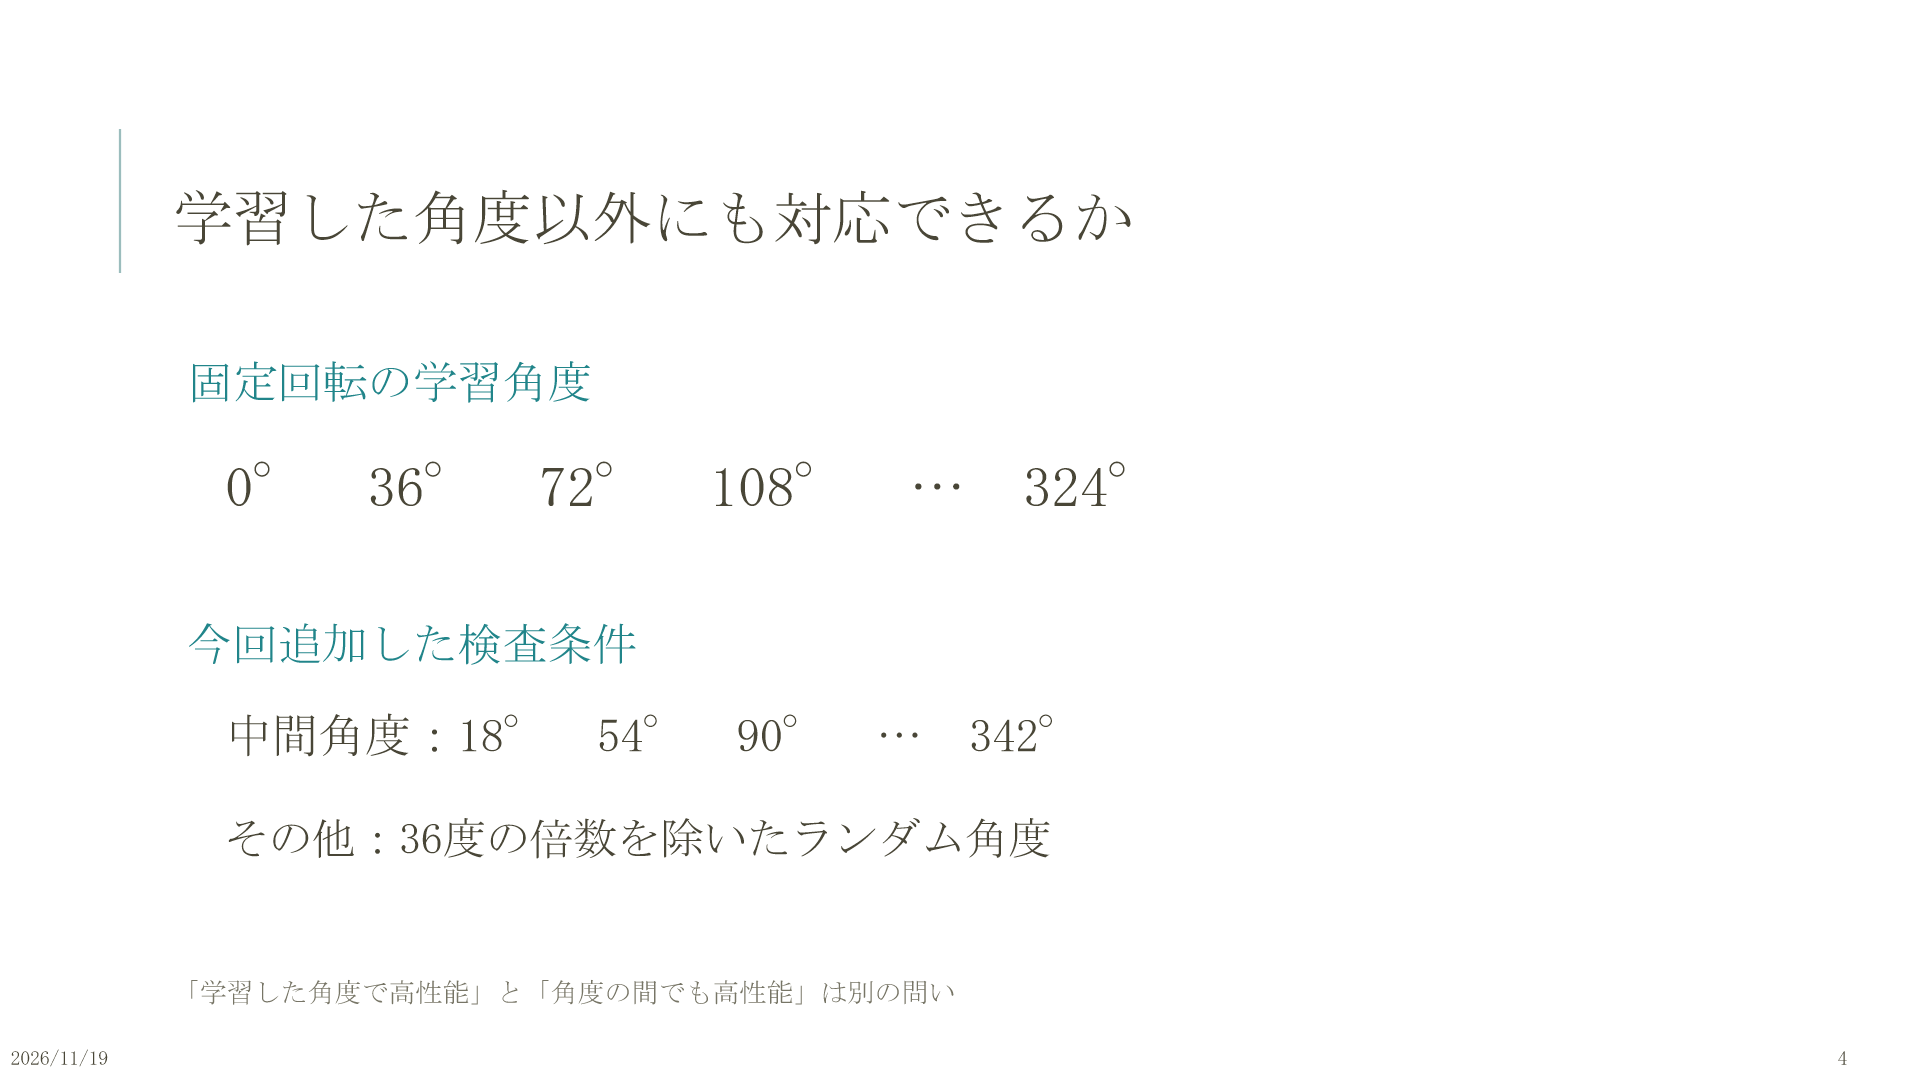 学習した角度以外にも対応できるか
固定回転の学習角度
0° 36° 72° 108° … 324°
今回追加した検査条件
中間角度：18° 54° 90° … 342°
その他：36度の倍数を除いたランダム角度
「学習した角度で高性能」と「角度の間でも高性能」は別の問い
2026/11/19
4